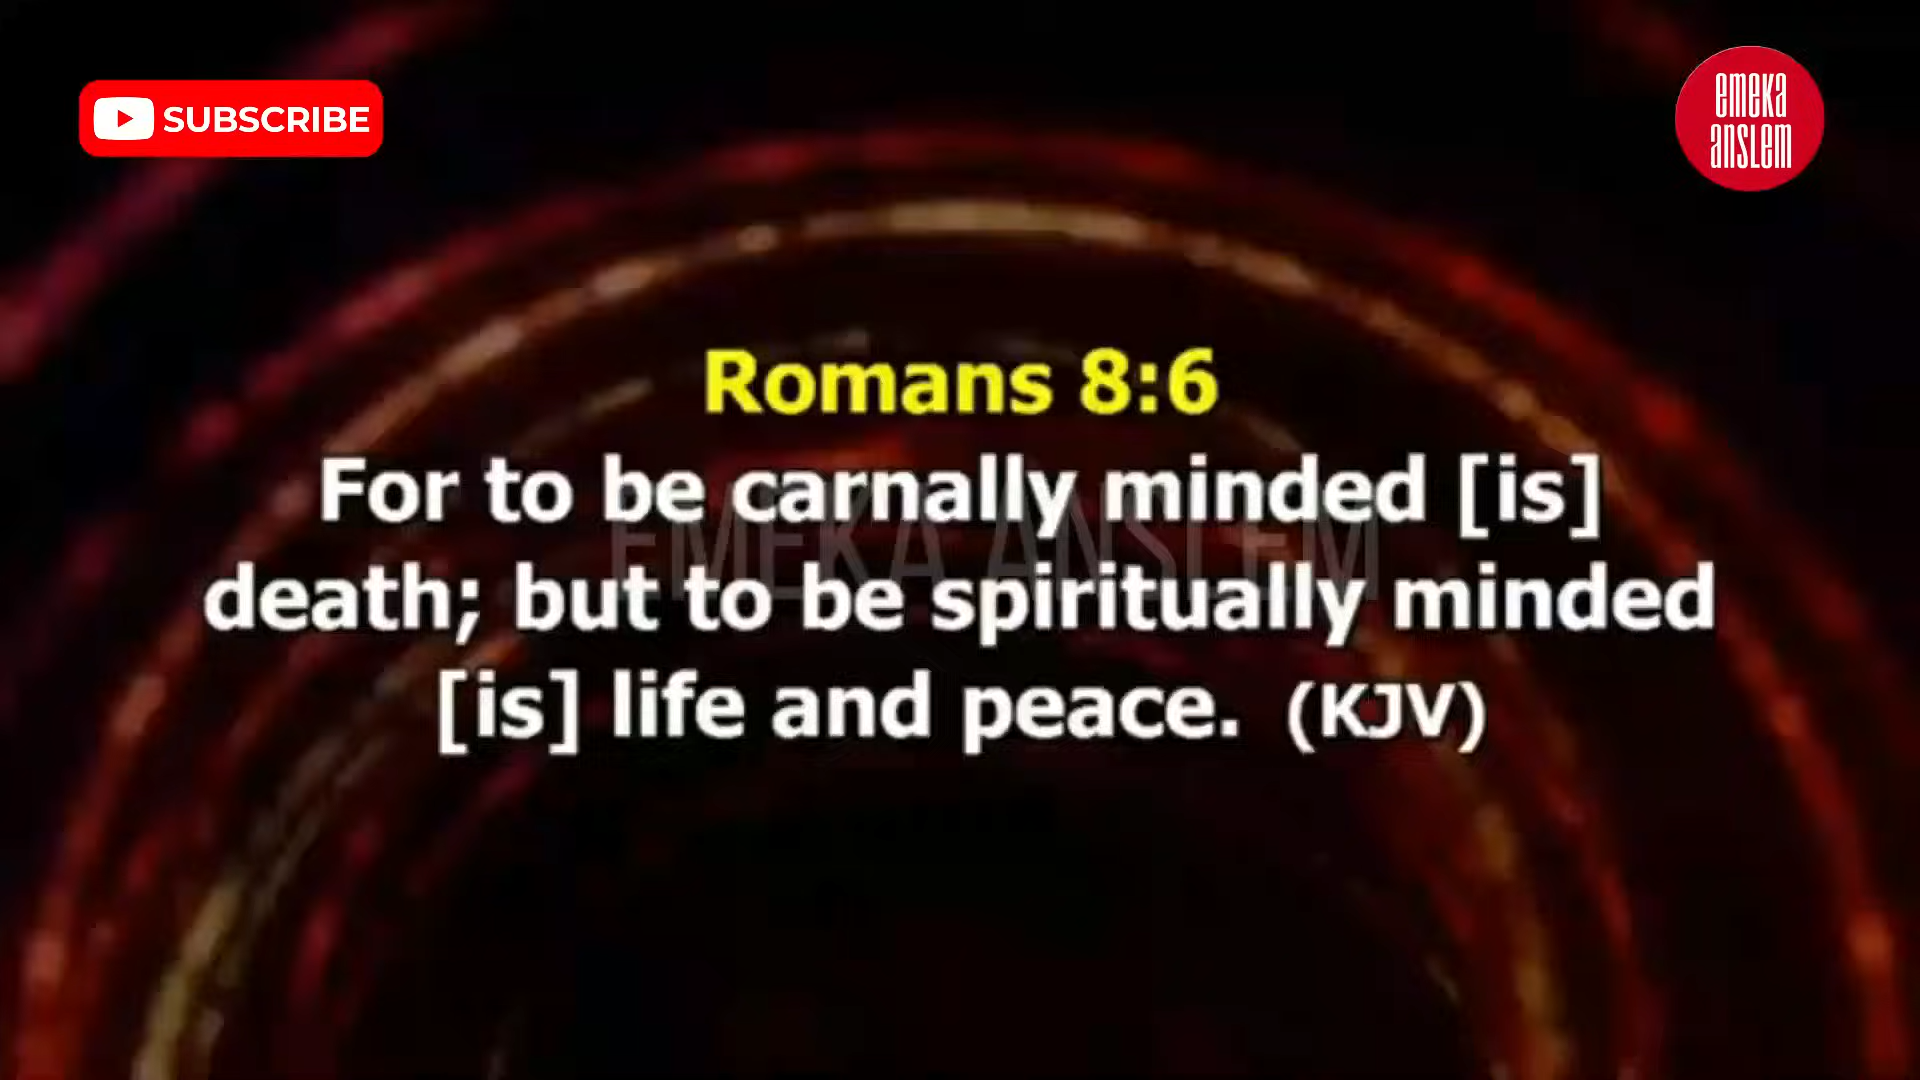 SUBSCRIBE
emeka
anslem
Romans 8:6
For to be carnally minded [is]
EMEKA ANSLEM
death; but to be spiritually minded
[is] life and peace. (KJV)